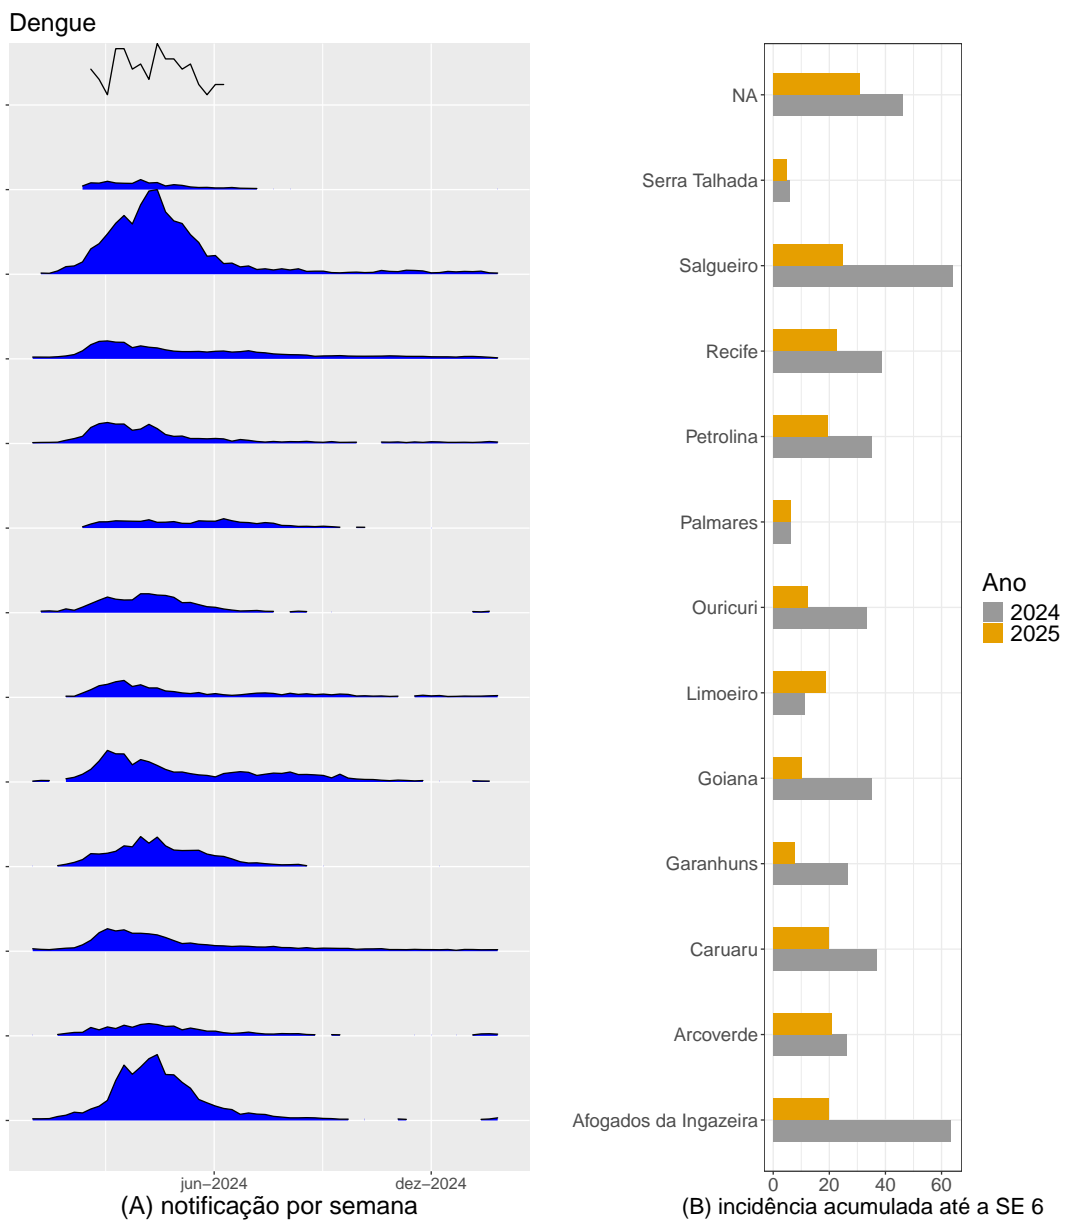 Dengue
NA
Serra Talhada
Salgueiro
Recife
Petrolina
Palmares
Ouricuri
Limoeiro
Goiana
Garanhuns
Caruaru
Arcoverde
Afogados da Ingazeira
Ano
2024
2025
jun–2024 dez–2024
0 20 40 60
(A) notificação por semana
(B) incidência acumulada até a SE 6